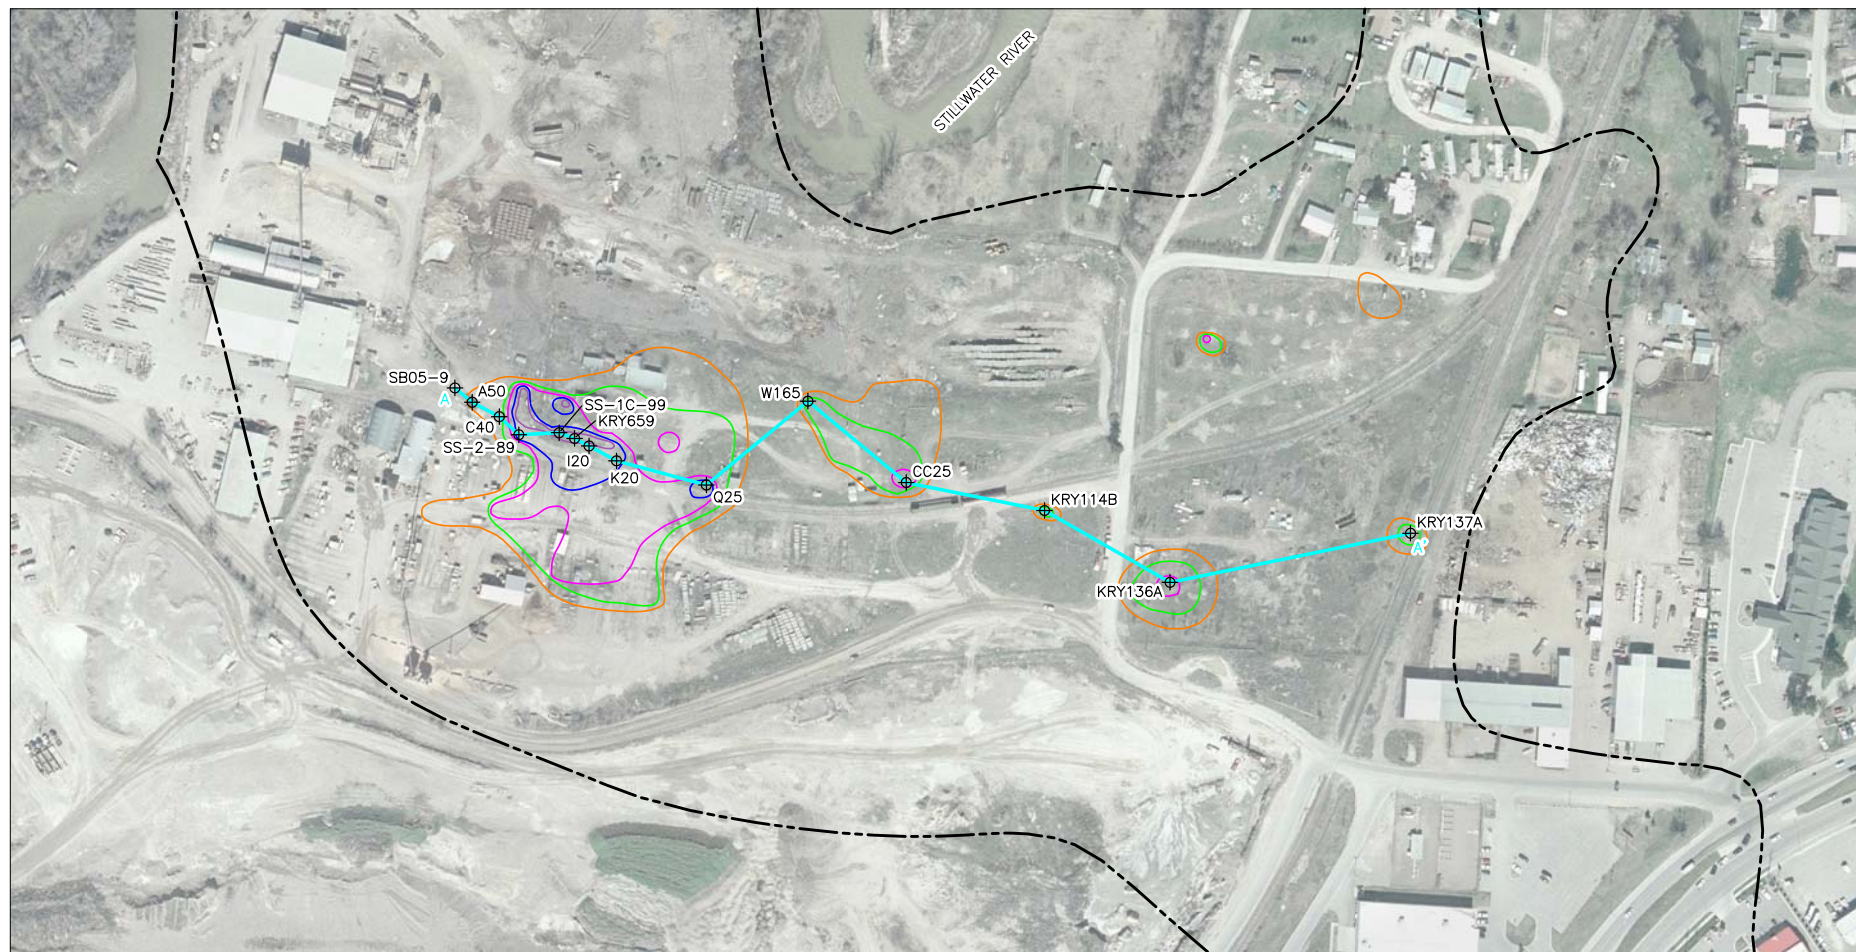 STILLWATER RIVER
SB05-9
A
A50
C40
SS-2-89
SS-1C-99
KRY659
I20
K20
Q25
W165
CC25
KRY114B
KRY136A
KRY137A
A'